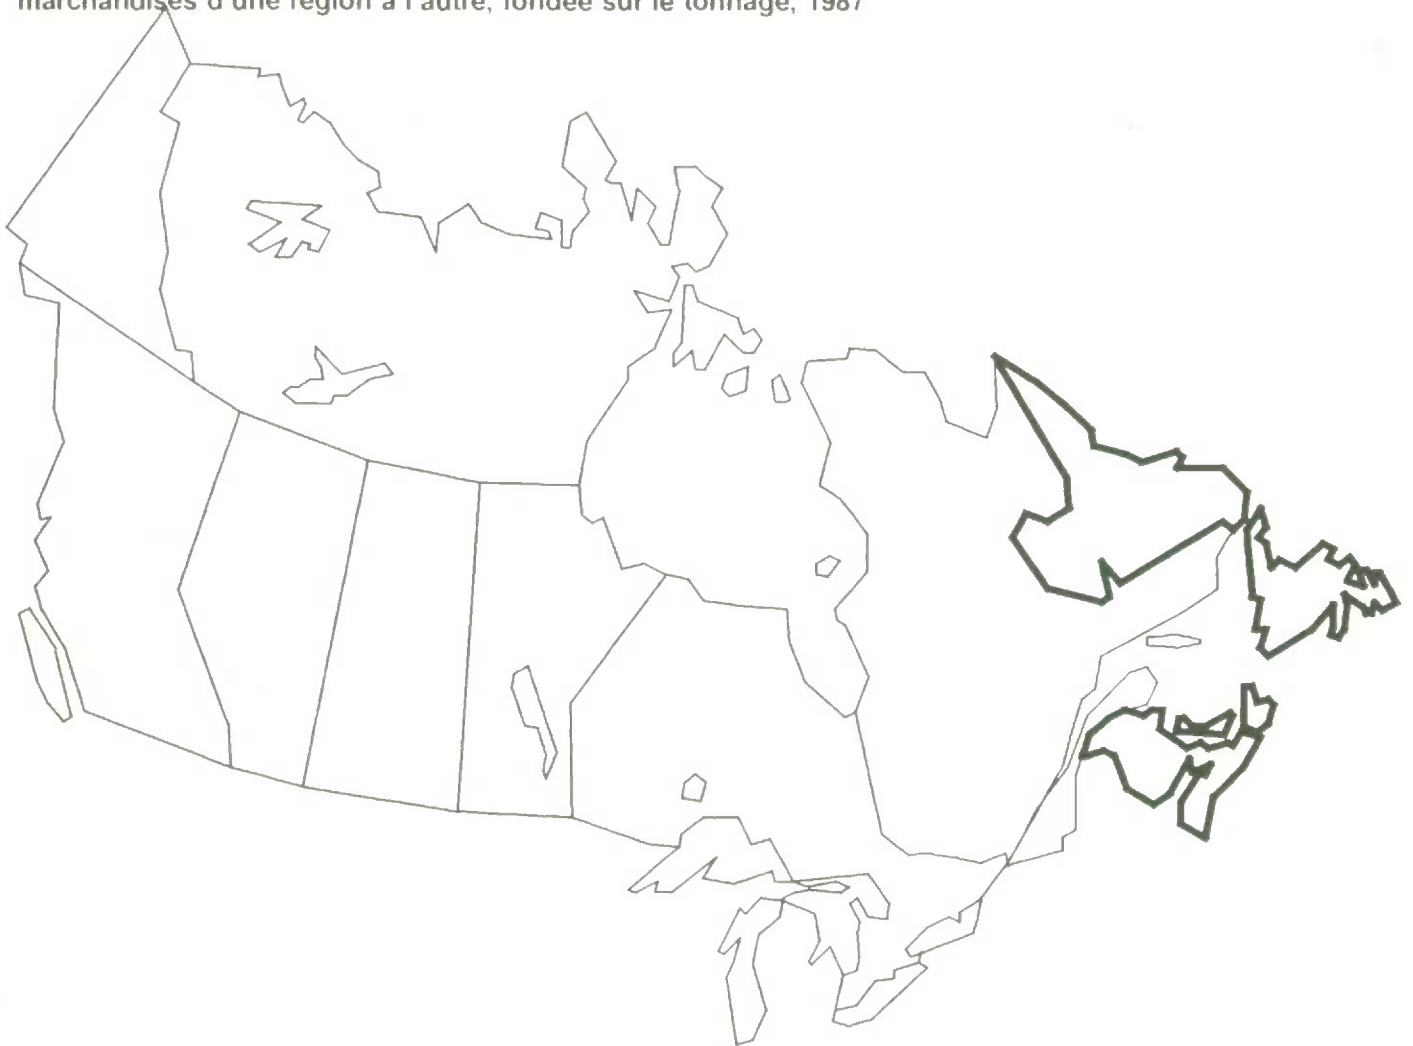 marchandises d'une région à l'autre, fondée sur le tonnage, 1987